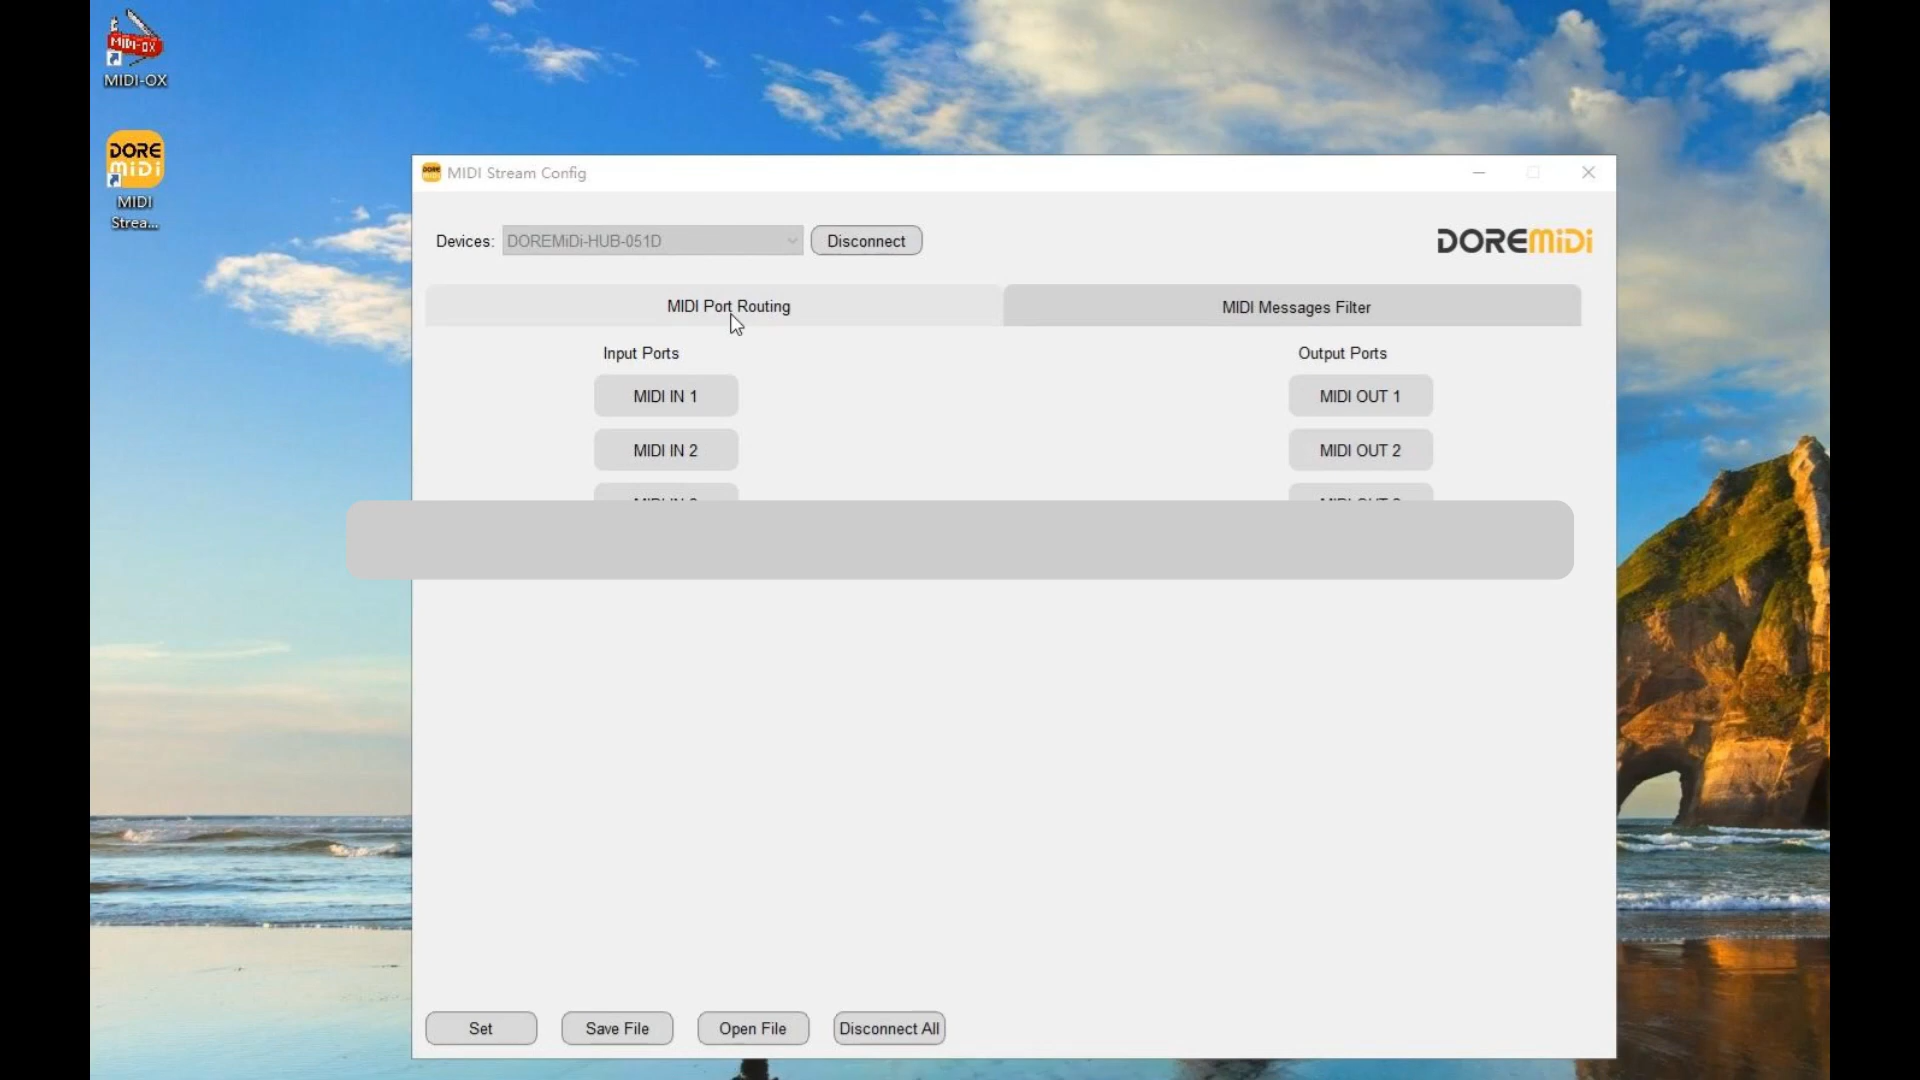 MIDI-OX
MIDI-OX
DORE
MiDi
MIDI
Strea...
MIDI Stream Config
Devices: DOREMiDi-HUB-051D Disconnect
DOREMiDi
MIDI Port Routing MIDI Messages Filter
Input Ports Output Ports
MIDI IN 1 MIDI OUT 1
MIDI IN 2 MIDI OUT 2
Set Save File Open File Disconnect All